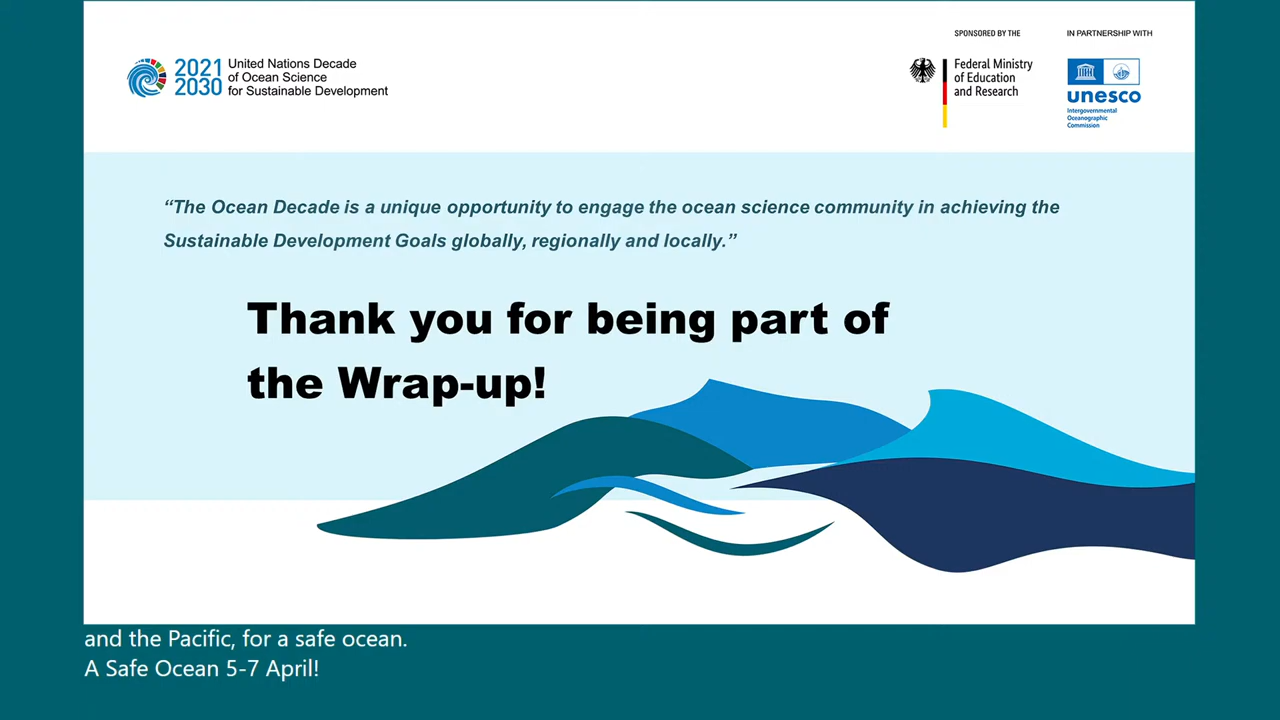 2021
2030
United Nations Decade
of Ocean Science
for Sustainable Development
SPONSORED BY THE
Federal Ministry
of Education
and Research
IN PARTNERSHIP WITH
unesco
Intergovernmental
Oceanographic
Commission
“The Ocean Decade is a unique opportunity to engage the ocean science community in achieving the
Sustainable Development Goals globally, regionally and locally.”
Thank you for being part of
the Wrap-up!
and the Pacific, for a safe ocean.
A Safe Ocean 5-7 April!